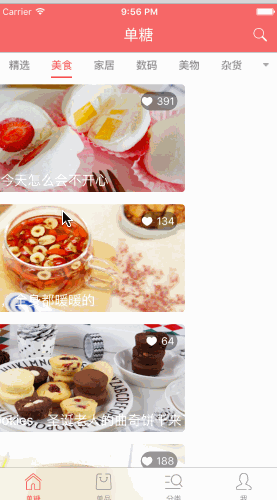 Carrier
9:56 PM
单糖
精选 美食 家居 数码 美物 杂货
391
今天怎么会不开心
134
身都暖暖的
64
okies，圣诞老人的曲奇饼干来
188
单糖 单品 分类 我